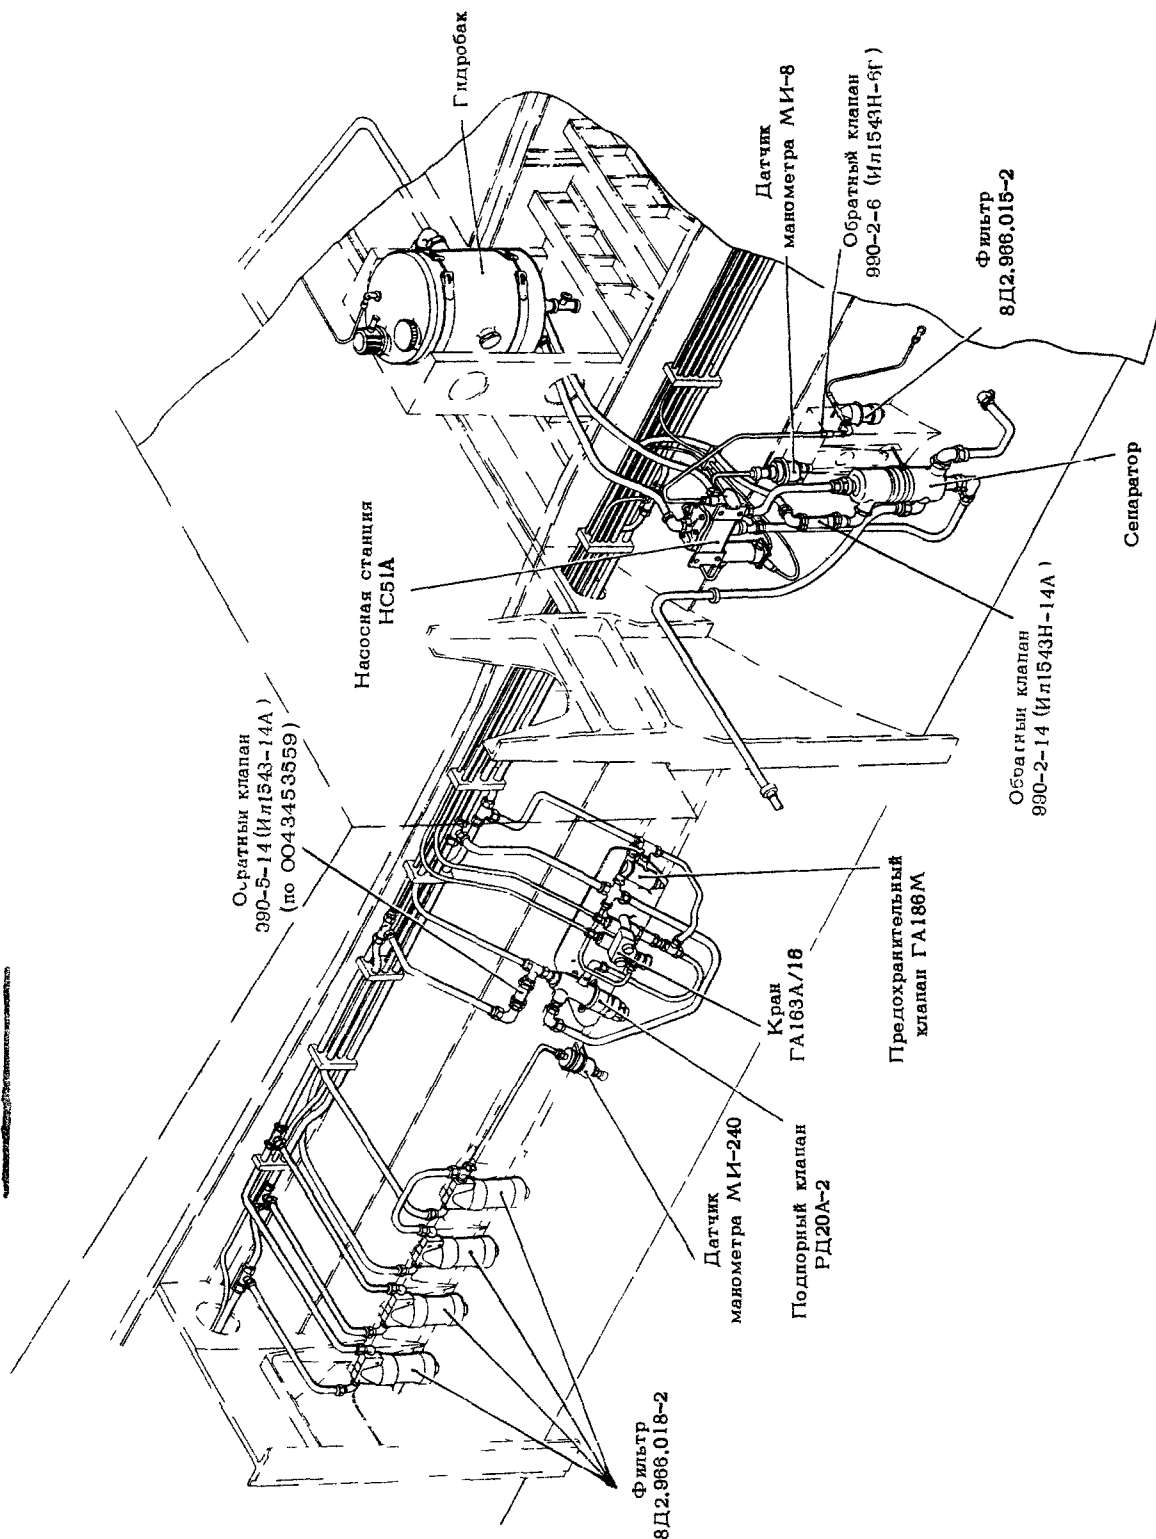 Гидробак
Датчик
манометра МИ-8
Обратный клапан
990-2-6 (Ил1543Н-6Г)
Фильтр
8Д2.966.015-2
Насосная станция
НС51А
Сепаратор
Обратный клапан
990-2-14 (Ил1543Н-14А)
Обратный клапан
990-5-14 (Ил1543-14А)
(по 004З453559)
Предохранительный
клапан ГА186М
Кран
ГА163А/18
Подпорный клапан
РД20А-2
Датчик
манометра МИ-240
Фильтр
8Д2.966.018-2